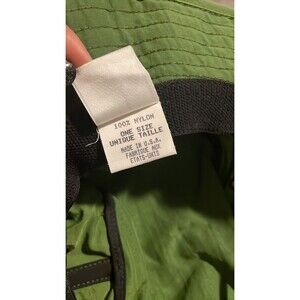 100% NYLON
ONE SIZE
UNIQUE TAILLE
MADE IN U.S.A.
FABRIQUE AUX
ETATS-UNIS